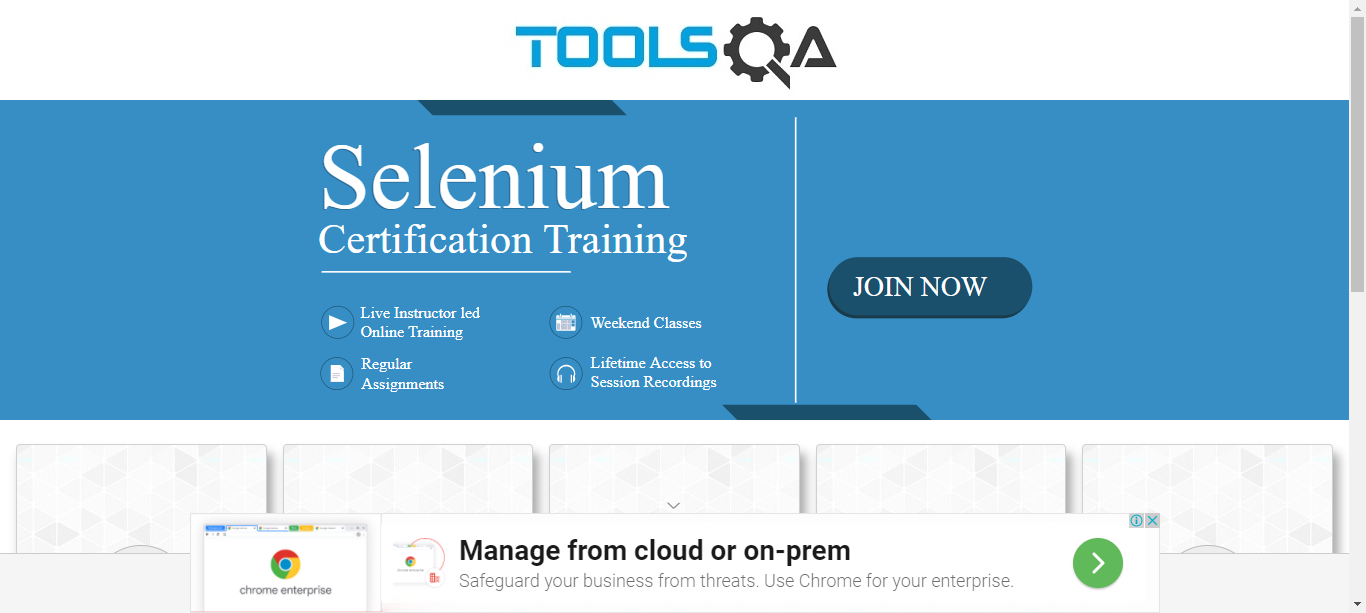 TOOLSQA
Selenium
Certification Training
Live Instructor led
Online Training
Weekend Classes
Regular
Assignments
Lifetime Access to
Session Recordings
JOIN NOW
chrome enterprise
Manage from cloud or on-prem
Safeguard your business from threats. Use Chrome for your enterprise.